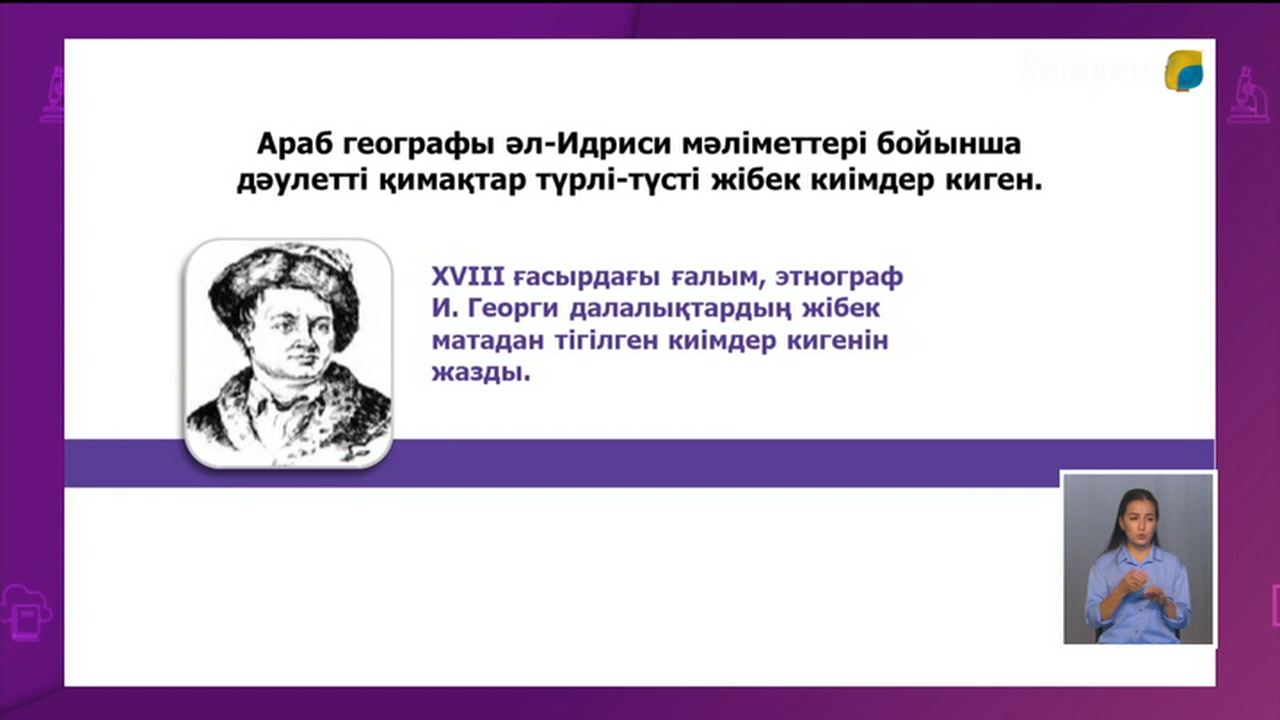 Balapan
Араб географы әл-Идриси мәліметтері бойынша
дәулетті қимақтар түрлі-түсті жібек киімдер киген.
XVIII ғасырдағы ғалым, этнограф
И. Георги далалықтардың жібек
матадан тігілген киімдер кигенін
жазды.